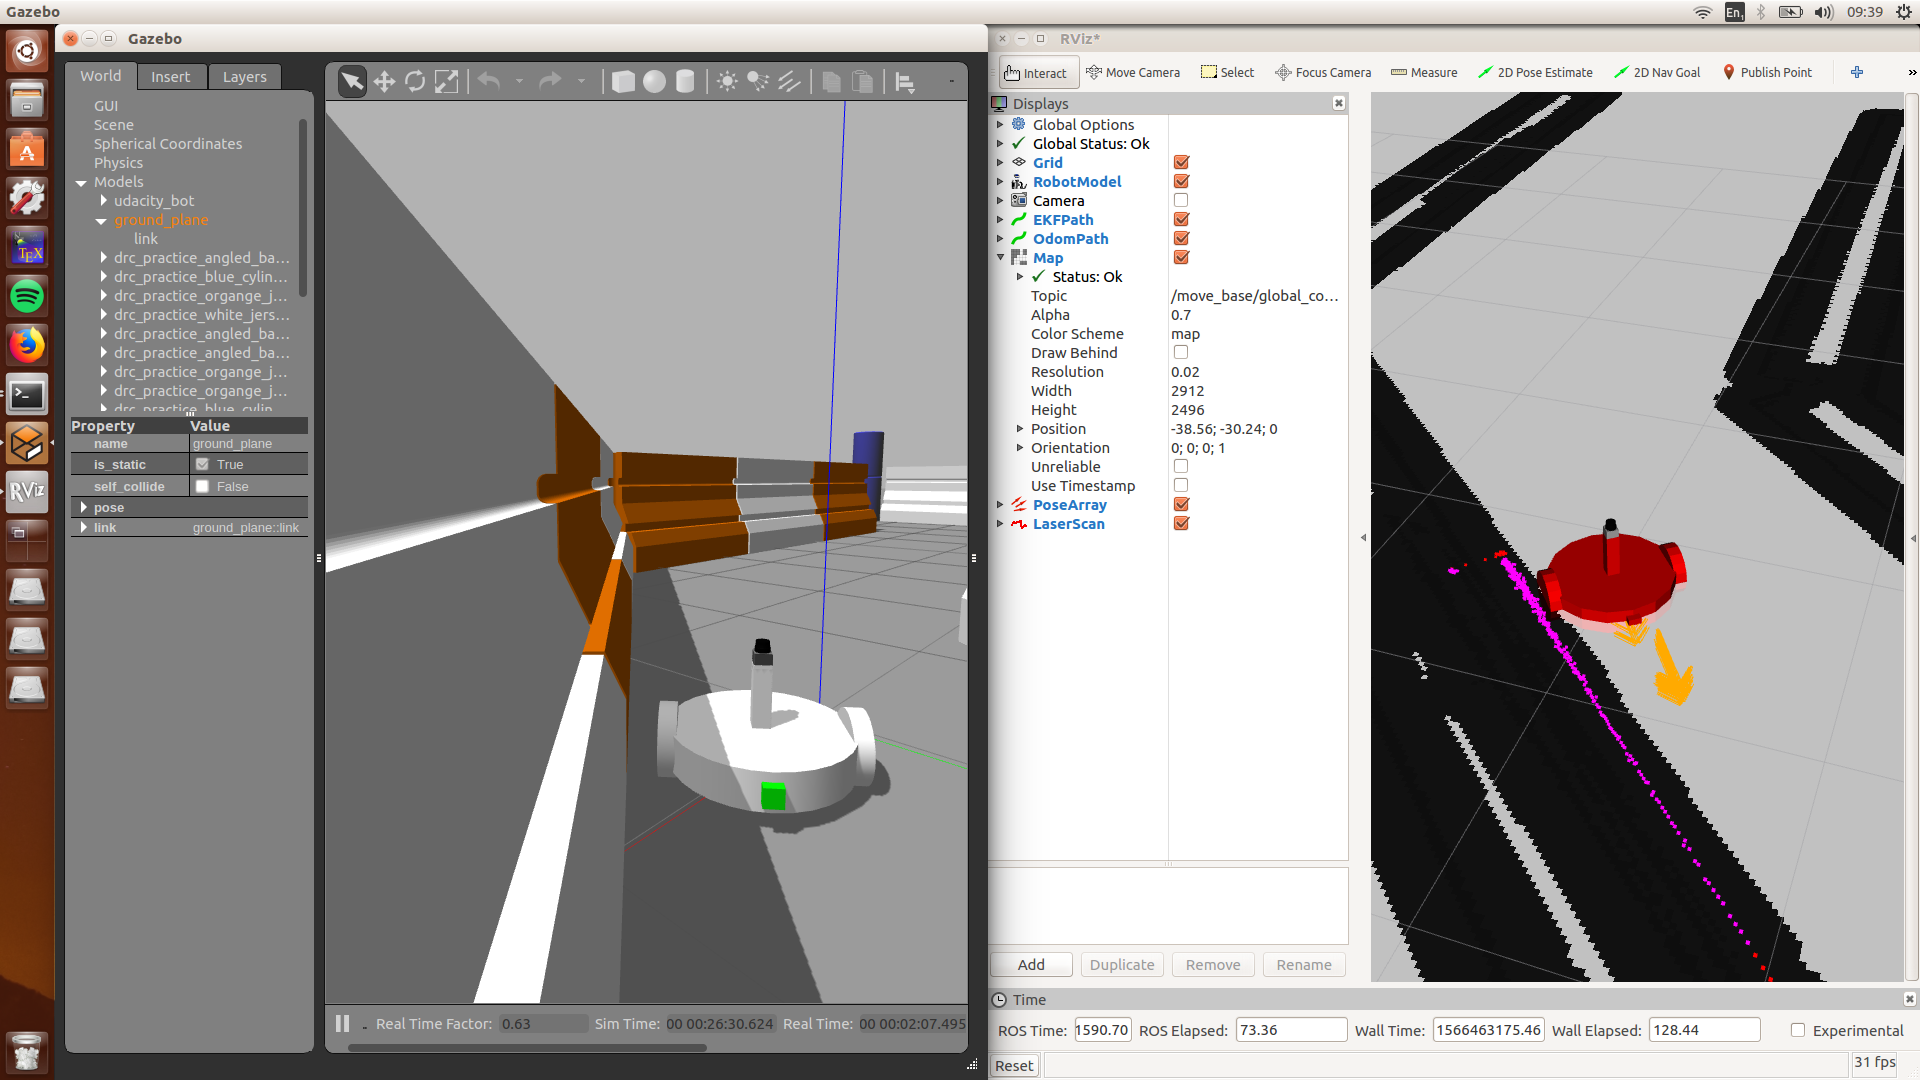 Gazebo
En1
09:39
Gazebo
World
Insert
Layers
GUI
Scene
Spherical Coordinates
Physics
Models
udacity_bot
ground_plane
link
drc_practice_angled_ba...
drc_practice_blue_cylin...
drc_practice_organge_j...
drc_practice_white_jers...
drc_practice_angled_ba...
drc_practice_angled_ba...
drc_practice_organge_j...
drc_practice_organge_j...
drc_practice_blue_cylin
Property Value
name ground_plane
is_static True
self_collide False
pose
link ground_plane::link
Real Time Factor: 0.63 Sim Time: 00 00:26:30.624 Real Time: 00 00:02:07.495
TEX
RViz
RViz*
Interact Move Camera Select Focus Camera Measure 2D Pose Estimate 2D Nav Goal Publish Point »
Displays
Global Options
Global Status: Ok
Grid
RobotModel
Camera
EKFPath
OdomPath
Map
Status: Ok
Topic /move_base/global_co...
Alpha 0.7
Color Scheme map
Draw Behind
Resolution 0.02
Width 2912
Height 2496
Position -38.56; -30.24; 0
Orientation 0; 0; 0; 1
Unreliable
Use Timestamp
PoseArray
LaserScan
Add Duplicate Remove Rename
Time
ROS Time: 1590.70 ROS Elapsed: 73.36 Wall Time: 1566463175.46 Wall Elapsed: 128.44 Experimental
Reset 31 fps